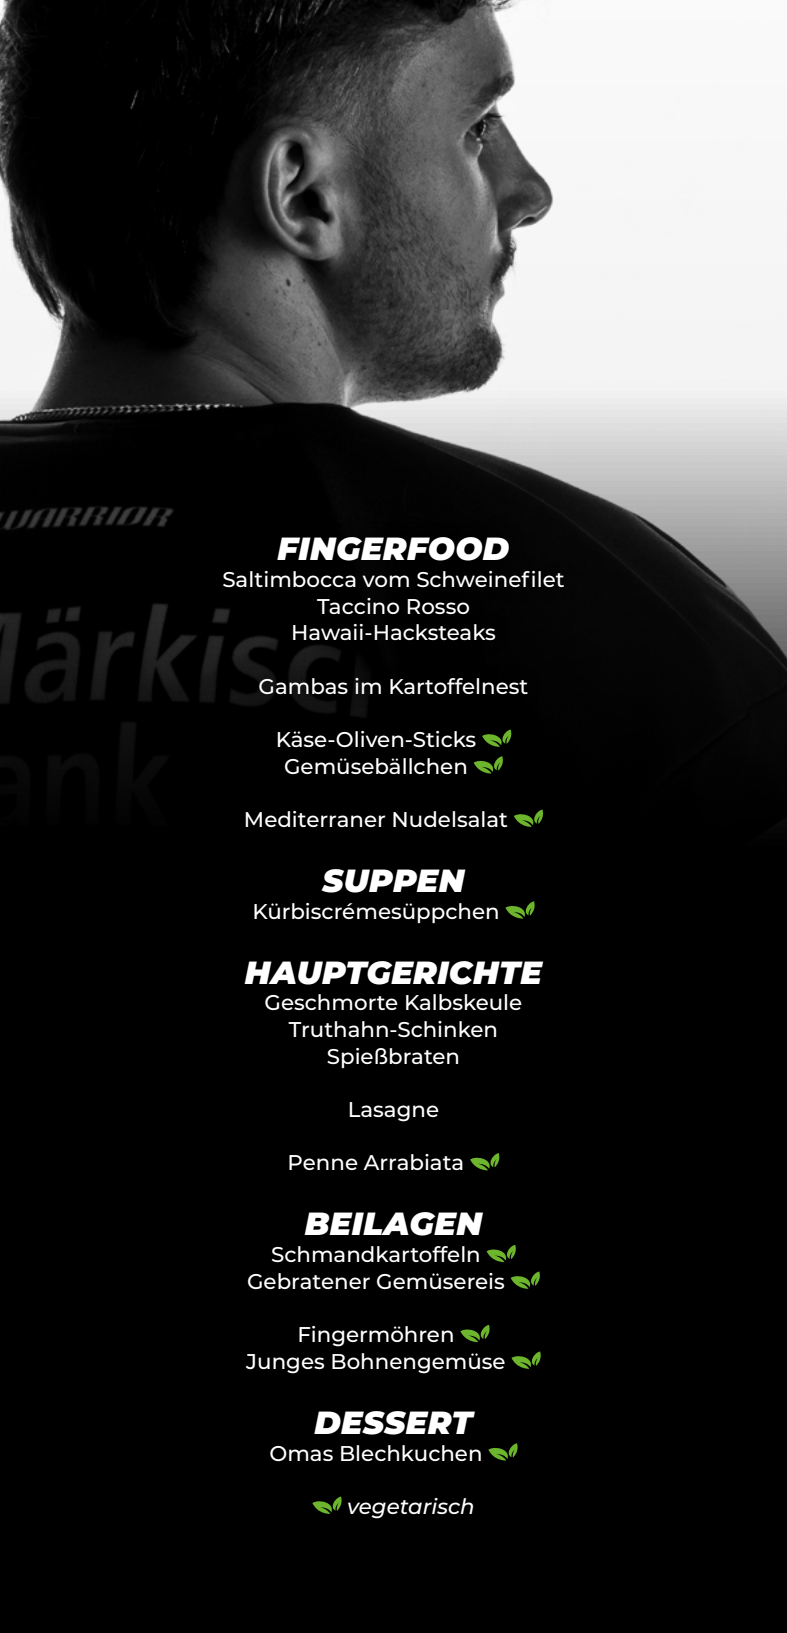 WARRIOR
FINGERFOOD
Saltimbocca vom Schweinefilet
Taccino Rosso
Hawaii-Hacksteaks
Gambas im Kartoffelnest
Käse-Oliven-Sticks
Gemüsebällchen
Mediterraner Nudelsalat
SUPPEN
Kürbiscrémesüppchen
HAUPTGERICHTE
Geschmorte Kalbskeule
Truthahn-Schinken
Spießbraten
Lasagne
Penne Arrabiata
BEILAGEN
Schmandkartoffeln
Gebratener Gemüsereis
Fingermöhren
Junges Bohnengemüse
DESSERT
Omas Blechkuchen
vegetarisch